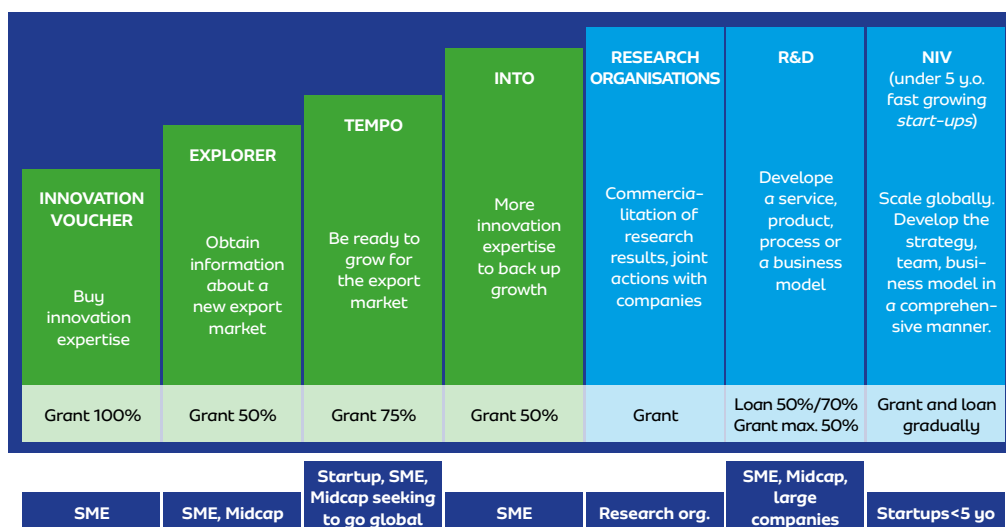 INNOVATION
VOUCHER
Buy
innovation
expertise
Grant 100%
SME
EXPLORER
Obtain
information
about a
new export
market
Grant 50%
SME, Midcap
TEMPO
Be ready to
grow for
the export
market
Grant 75%
Startup, SME,
Midcap seeking
to go global
INTO
More
innovation
expertise
to back up
growth
Grant 50%
SME
RESEARCH
ORGANISATIONS
Commercia-
litation of
research
results, joint
actions with
companies
Grant
Research org.
R&D
Develope
a service,
product,
process or
a business
model
Loan 50%/70%
Grant max. 50%
SME, Midcap,
large
companies
NIV
(under 5 y.o.
fast growing
start-ups)
Scale globally.
Develop the
strategy,
team, busi-
ness model in
a comprehen-
sive manner.
Grant and loan
gradually
Startups<5 yo